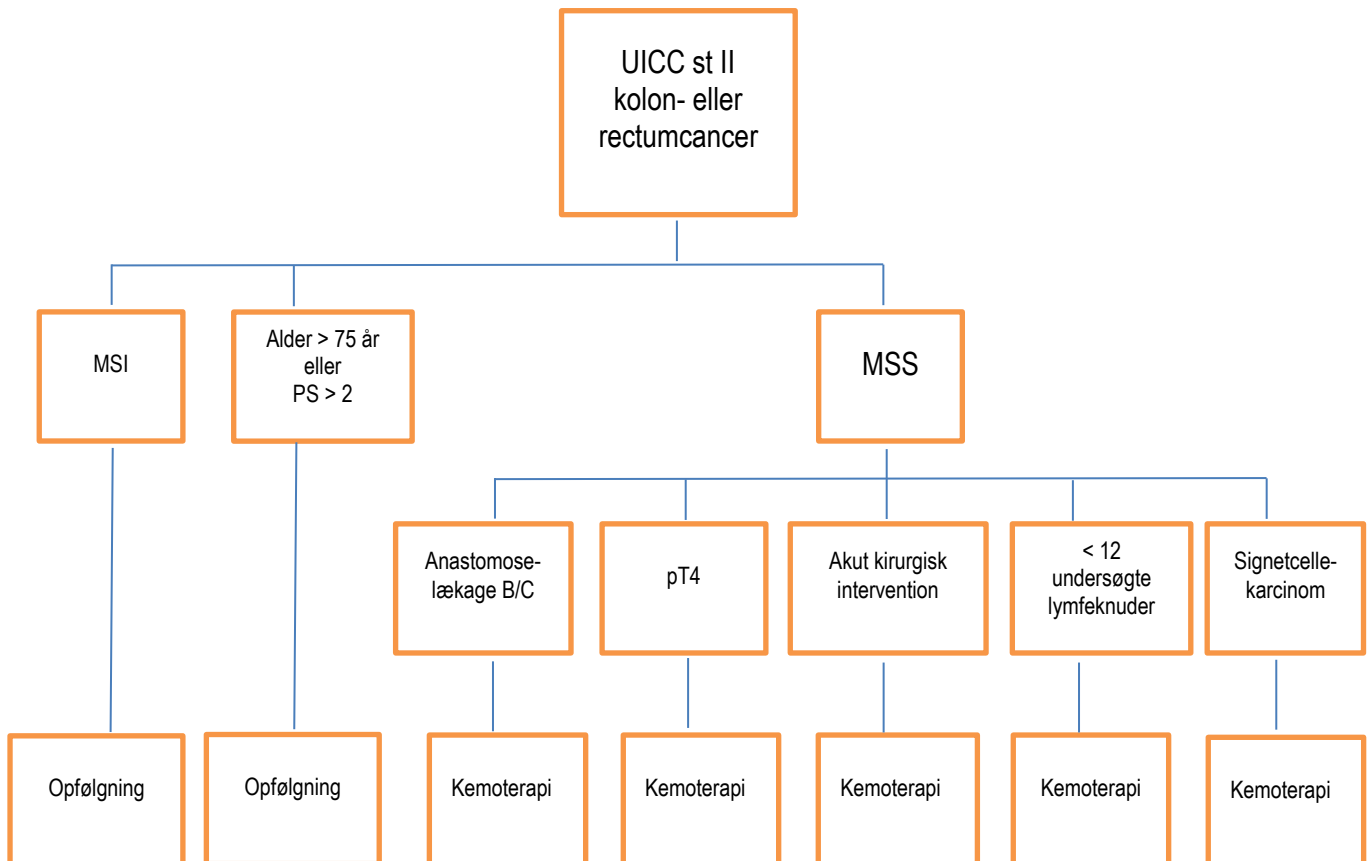 UICC st II
kolon- eller
rectumcancer
MSI
Alder > 75 år
eller
PS > 2
MSS
Anastomose-
lækage B/C
pT4
Akut kirurgisk
intervention
< 12
undersøgte
lymfeknuder
Signetcelle-
karcinom
Opfølgning
Opfølgning
Kemoterapi
Kemoterapi
Kemoterapi
Kemoterapi
Kemoterapi